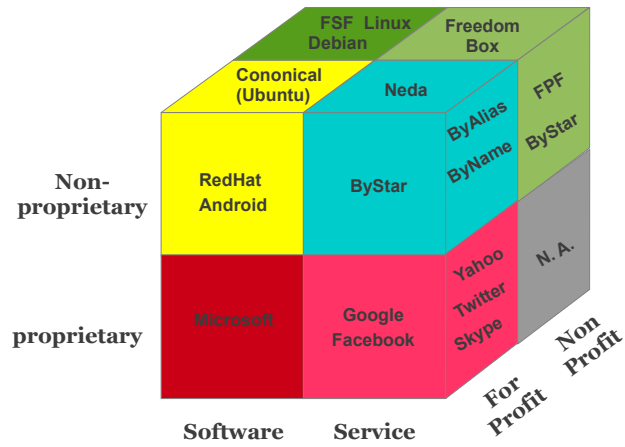 FSF Linux
Debian
Freedom
Box
Cononical
(Ubuntu)
Neda
ByAlias
ByName
FPF
ByStar
Non-
proprietary
RedHat
Android
ByStar
Yahoo
Twitter
Skype
N. A.
proprietary
Microsoft
Google
Facebook
For
Profit
Non
Profit
Software
Service